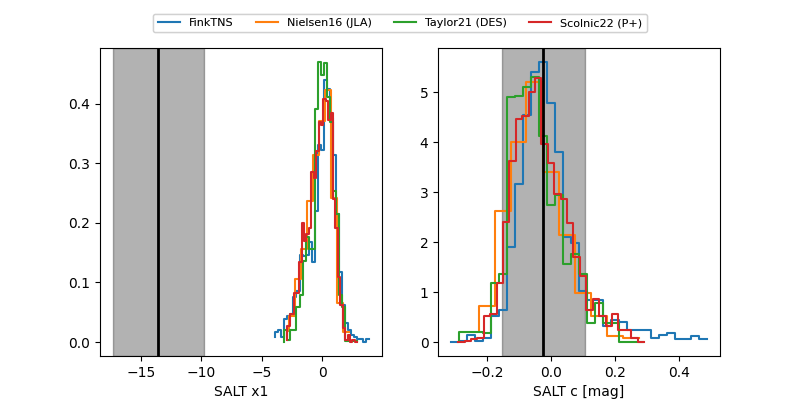 FinkTNS Nielsen16 (JLA) Taylor21 (DES) Scolnic22 (P+)
0.4
0.3
0.2
0.1
0.0
−15 −10 −5 0
SALT x1
5
4
3
2
1
0
−0.2 0.0 0.2 0.4
SALT c [mag]